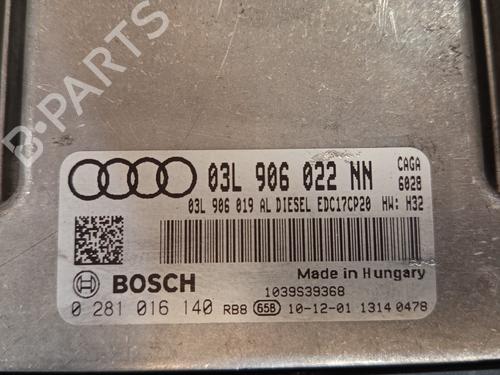 B-PARTS
03L 906 022 NN CAGA 6028
03L 906 019 AL DIESEL EDC17CP20 HW: H32
BOSCH
Made in Hungary
1039S39368
0 281 016 140 RB8 658 10-12-01 1314 0478